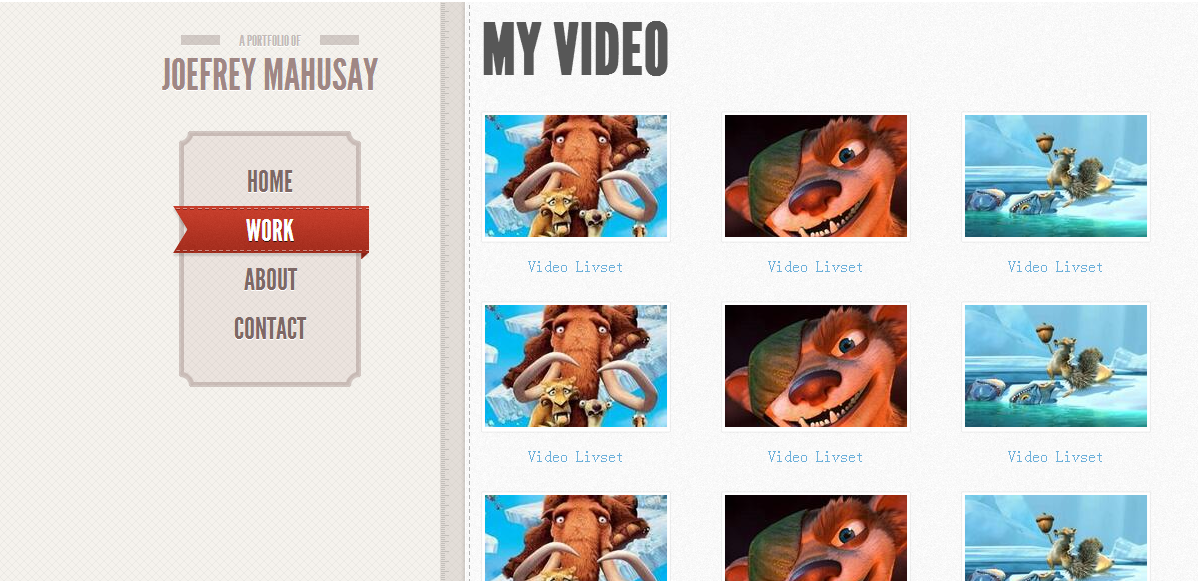 A PORTFOLIO OF
JOEFREY MAHUSAY
HOME
WORK
ABOUT
CONTACT
MY VIDEO
Video Livset
Video Livset
Video Livset
Video Livset
Video Livset
Video Livset